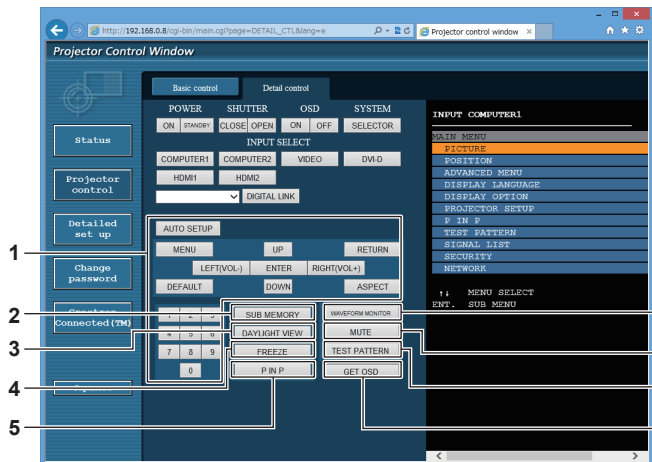 http://192.168.0.8/cgi-bin/main.cgi?page=DETAIL_CTL&lang=e
Projector control window ×
Projector Control Window
Basic control
Detail control
POWER SHUTTER OSD SYSTEM
ON STANDBY CLOSE OPEN ON OFF SELECTOR
INPUT SELECT
COMPUTER1 COMPUTER2 VIDEO DVI-D
HDMI1 HDMI2
DIGITAL LINK
AUTO SETUP
MENU UP RETURN
LEFT(VOL-) ENTER RIGHT(VOL+)
DEFAULT DOWN ASPECT
1 2 3 SUB MEMORY WAVEFORM MONITOR
4 5 6 DAYLIGHT VIEW MUTE
7 8 9 FREEZE TEST PATTERN
0 P IN P GET OSD
Status
Projector
control
Detailed
set up
Change
password
Connected(TM)
INPUT COMPUTER1
MAIN MENU
PICTURE
POSITION
ADVANCED MENU
DISPLAY LANGUAGE
DISPLAY OPTION
PROJECTOR SETUP
P IN P
TEST PATTERN
SIGNAL LIST
SECURITY
NETWORK
↑↓ MENU SELECT
ENT. SUB MENU
1
2
3
4
5